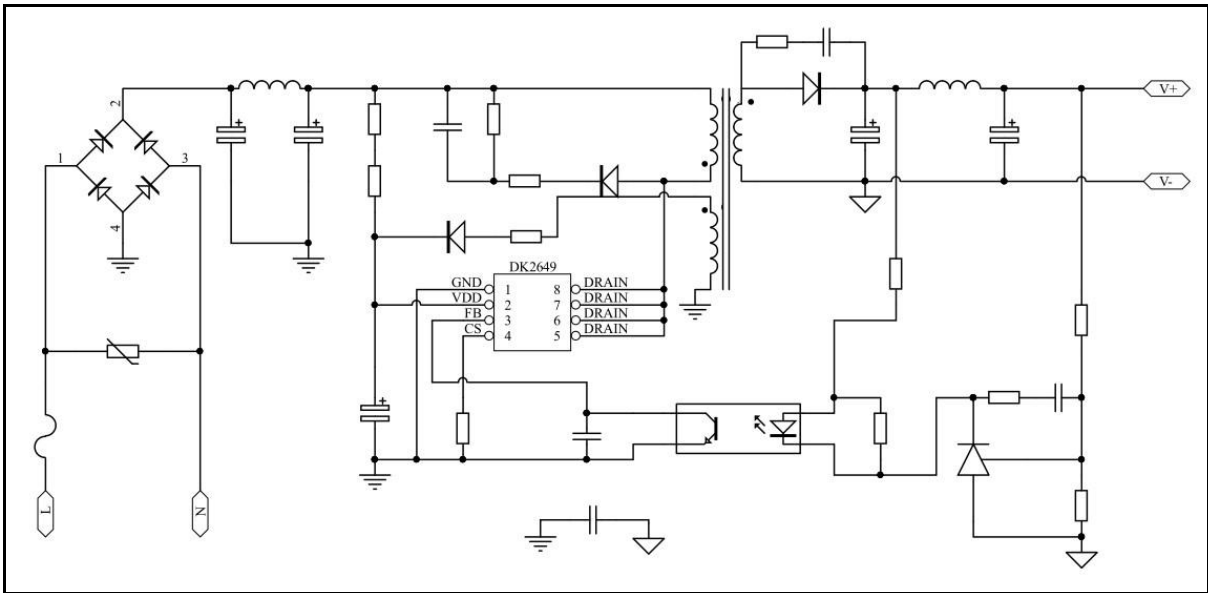 2
1
3
4
V+
V-
DK2649
GND 1 8 DRAIN
VDD 2 7 DRAIN
FB 3 6 DRAIN
CS 4 5 DRAIN
L
N